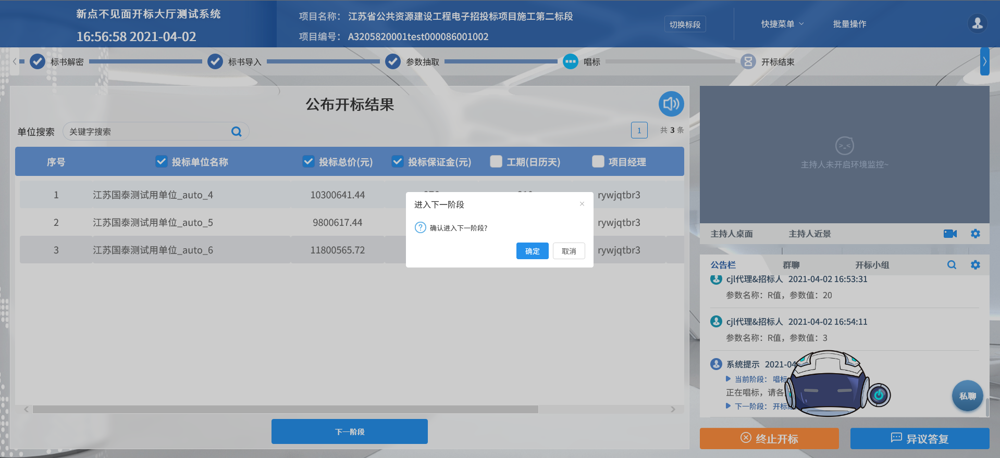 新点不见面开标大厅测试系统
16:56:58 2021-04-02
项目名称： 江苏省公共资源建设工程电子招投标项目施工第二标段
项目编号： A3205820001test000086001002
切换标段
快捷菜单
批量操作
标书解密
标书导入
参数抽取
唱标
开标结束
公布开标结果
单位搜索
关键字搜索
1
共 3 条
序号 投标单位名称 投标总价(元) 投标保证金(元) 工期(日历天) 项目经理
1 江苏国泰测试用单位_auto_4 10300641.44 rywjqtbr3
2 江苏国泰测试用单位_auto_5 9800617.44 rywjqtbr3
3 江苏国泰测试用单位_auto_6 11800565.72 rywjqtbr3
进入下一阶段
确认进入下一阶段?
确定
取消
下一阶段
主持人未开启环境监控~
主持人桌面
主持人近景
公告栏
群聊
开标小组
cjl代理&招标人 2021-04-02 16:53:31
参数名称：R值，参数值：20
cjl代理&招标人 2021-04-02 16:54:11
参数名称：R值，参数值：3
系统提示 2021-04
当前阶段： 唱标
正在唱标，请各
下一阶段： 开标
私聊
终止开标
异议答复